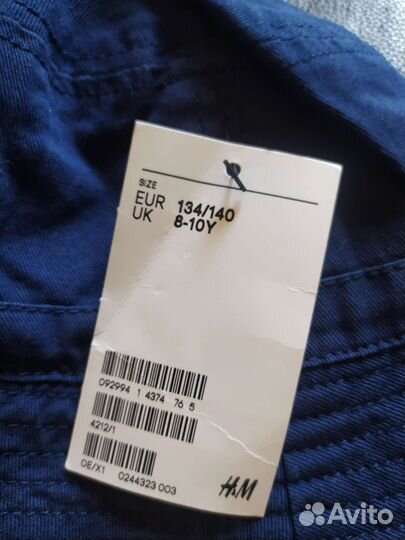 SIZE
EUR 134/140
UK 8-10Y
092994 1 4374 76 5
4212/1
OE/X1 0244323 003
H&M
Avito